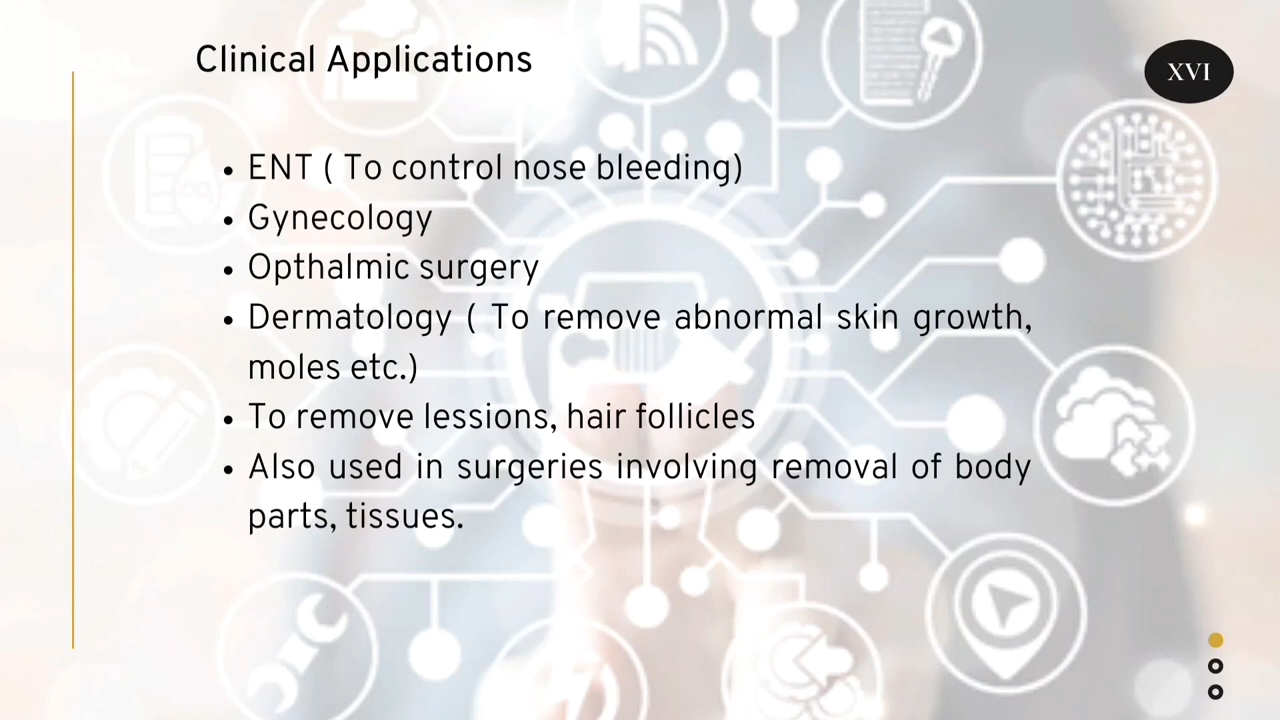 Clinical Applications
XVI
• ENT ( To control nose bleeding)
• Gynecology
• Opthalmic surgery
• Dermatology ( To remove abnormal skin growth,
moles etc.)
• To remove lessions, hair follicles
• Also used in surgeries involving removal of body
parts, tissues.